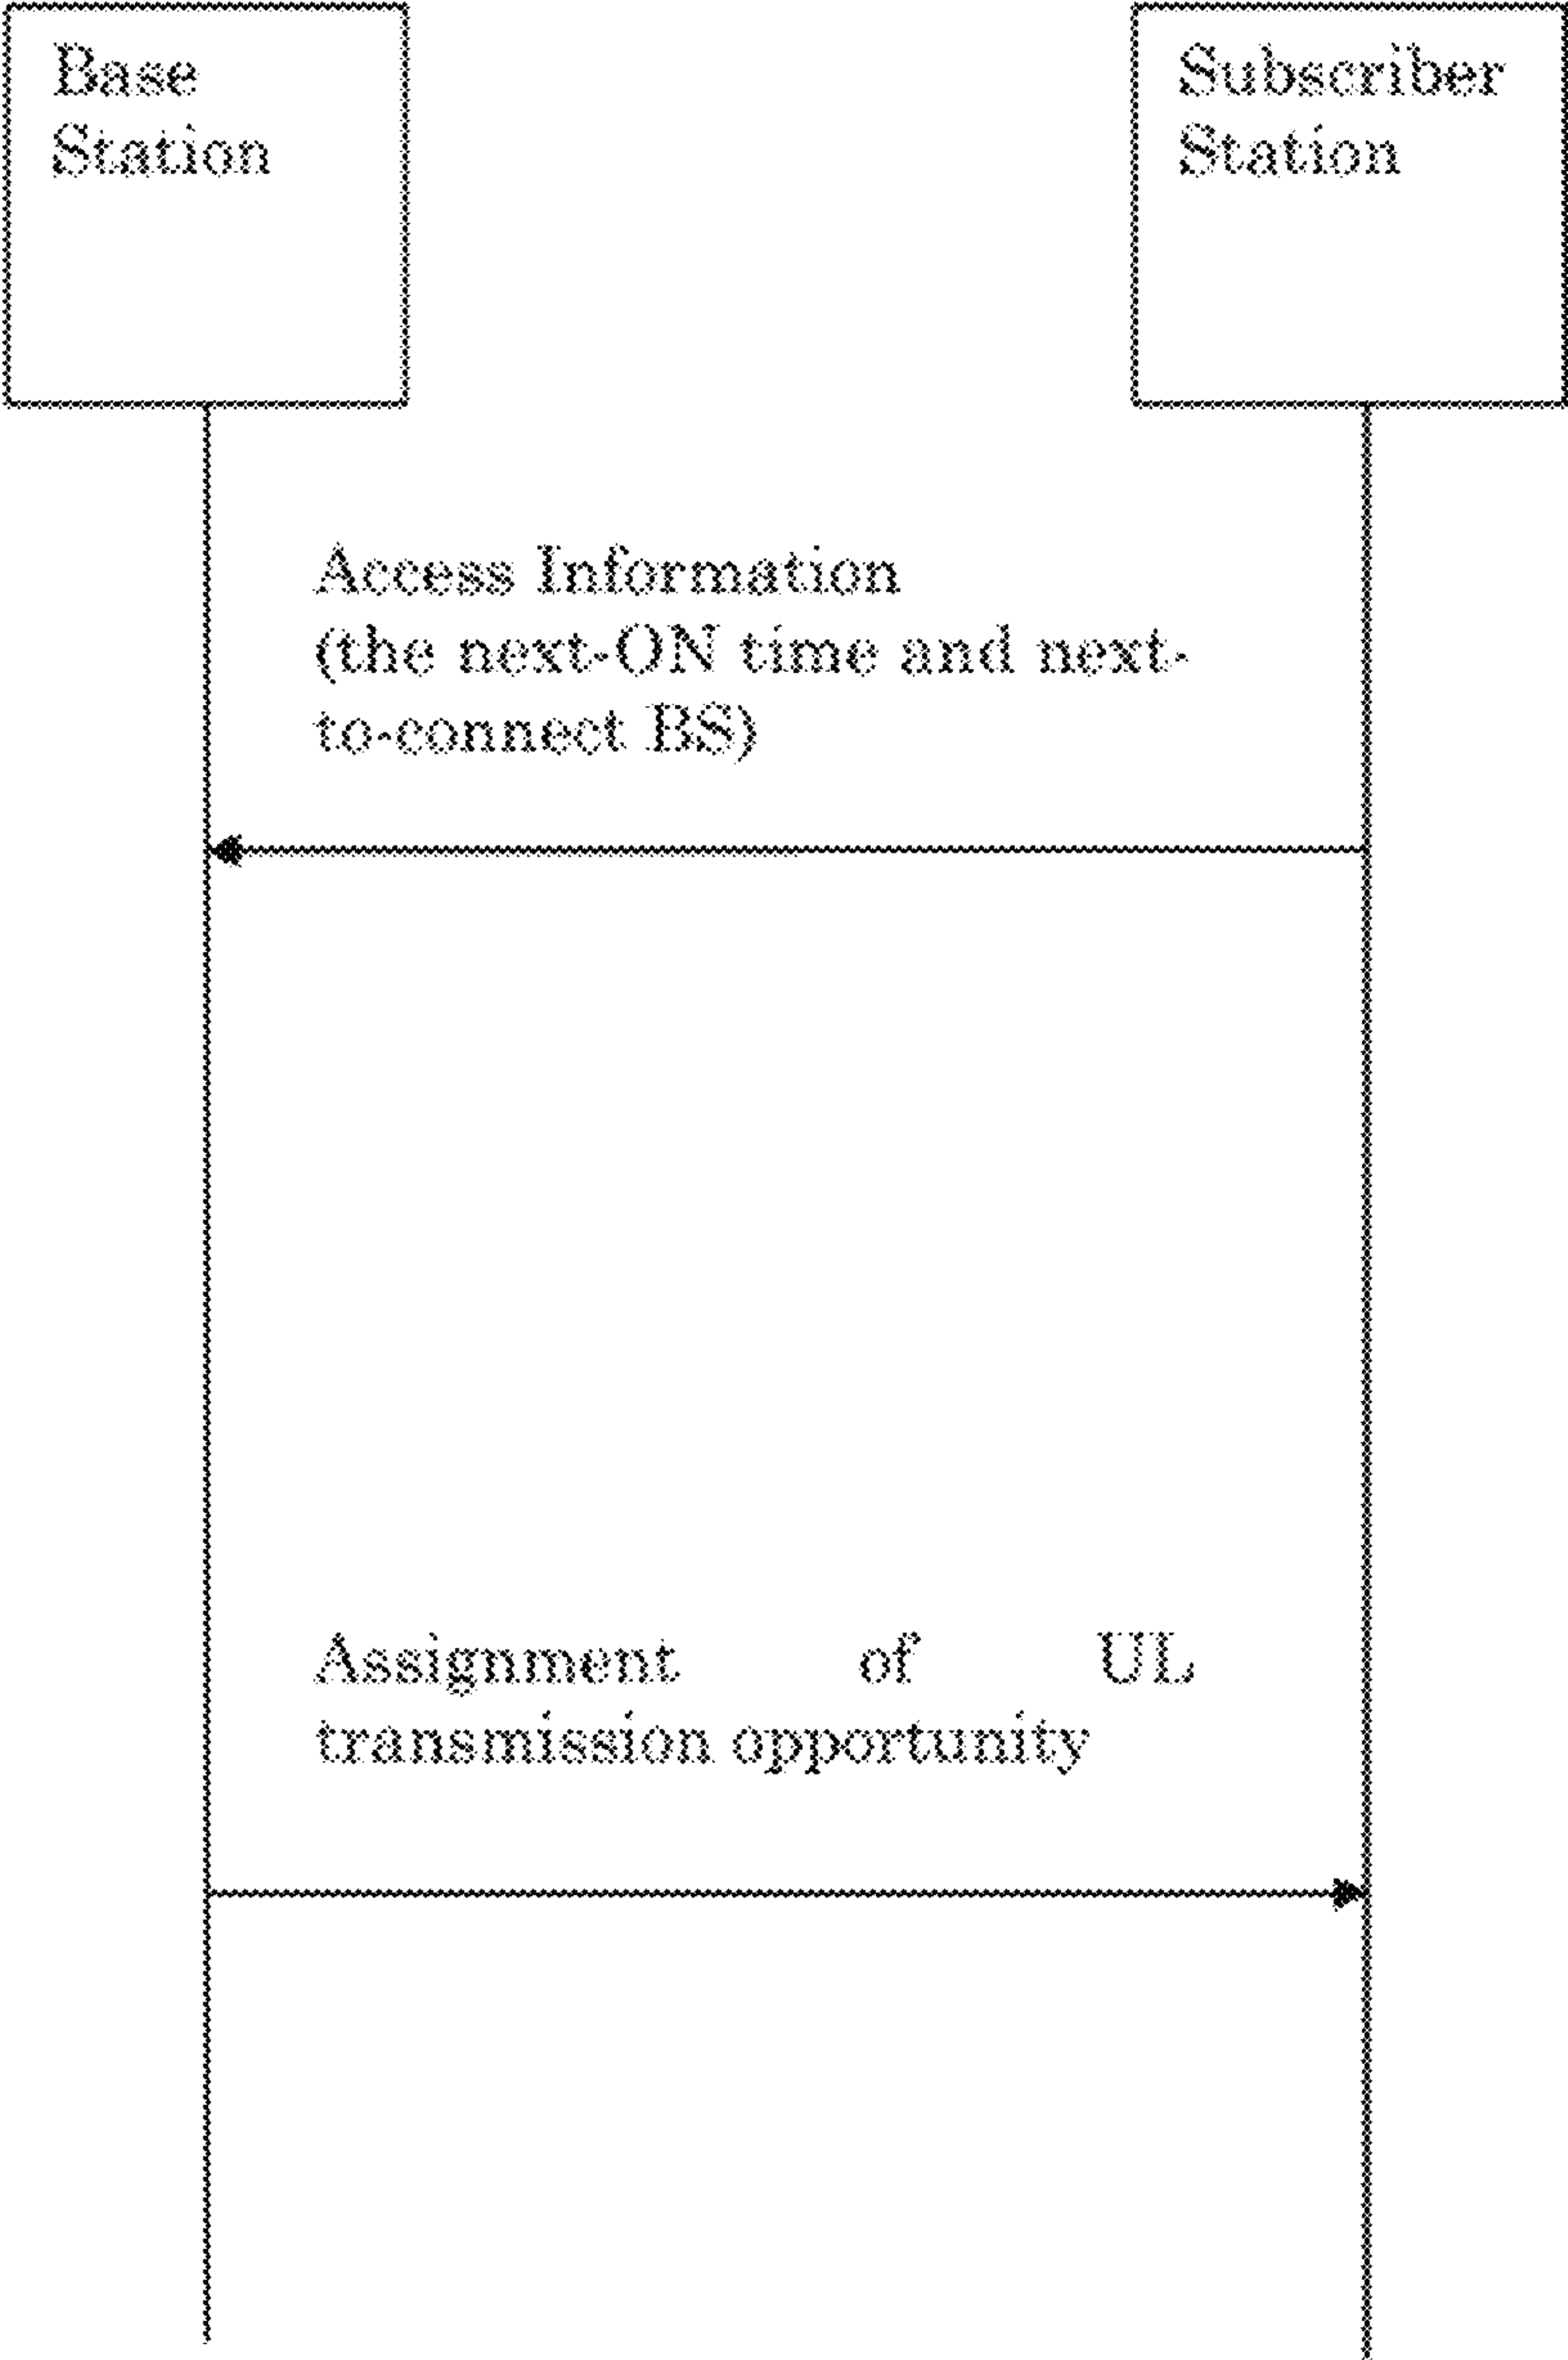 Base
Station
Subscriber
Station
Access Information
(the next-ON time and next-
to-connect BS)
Assignment of UL
transmission opportunity